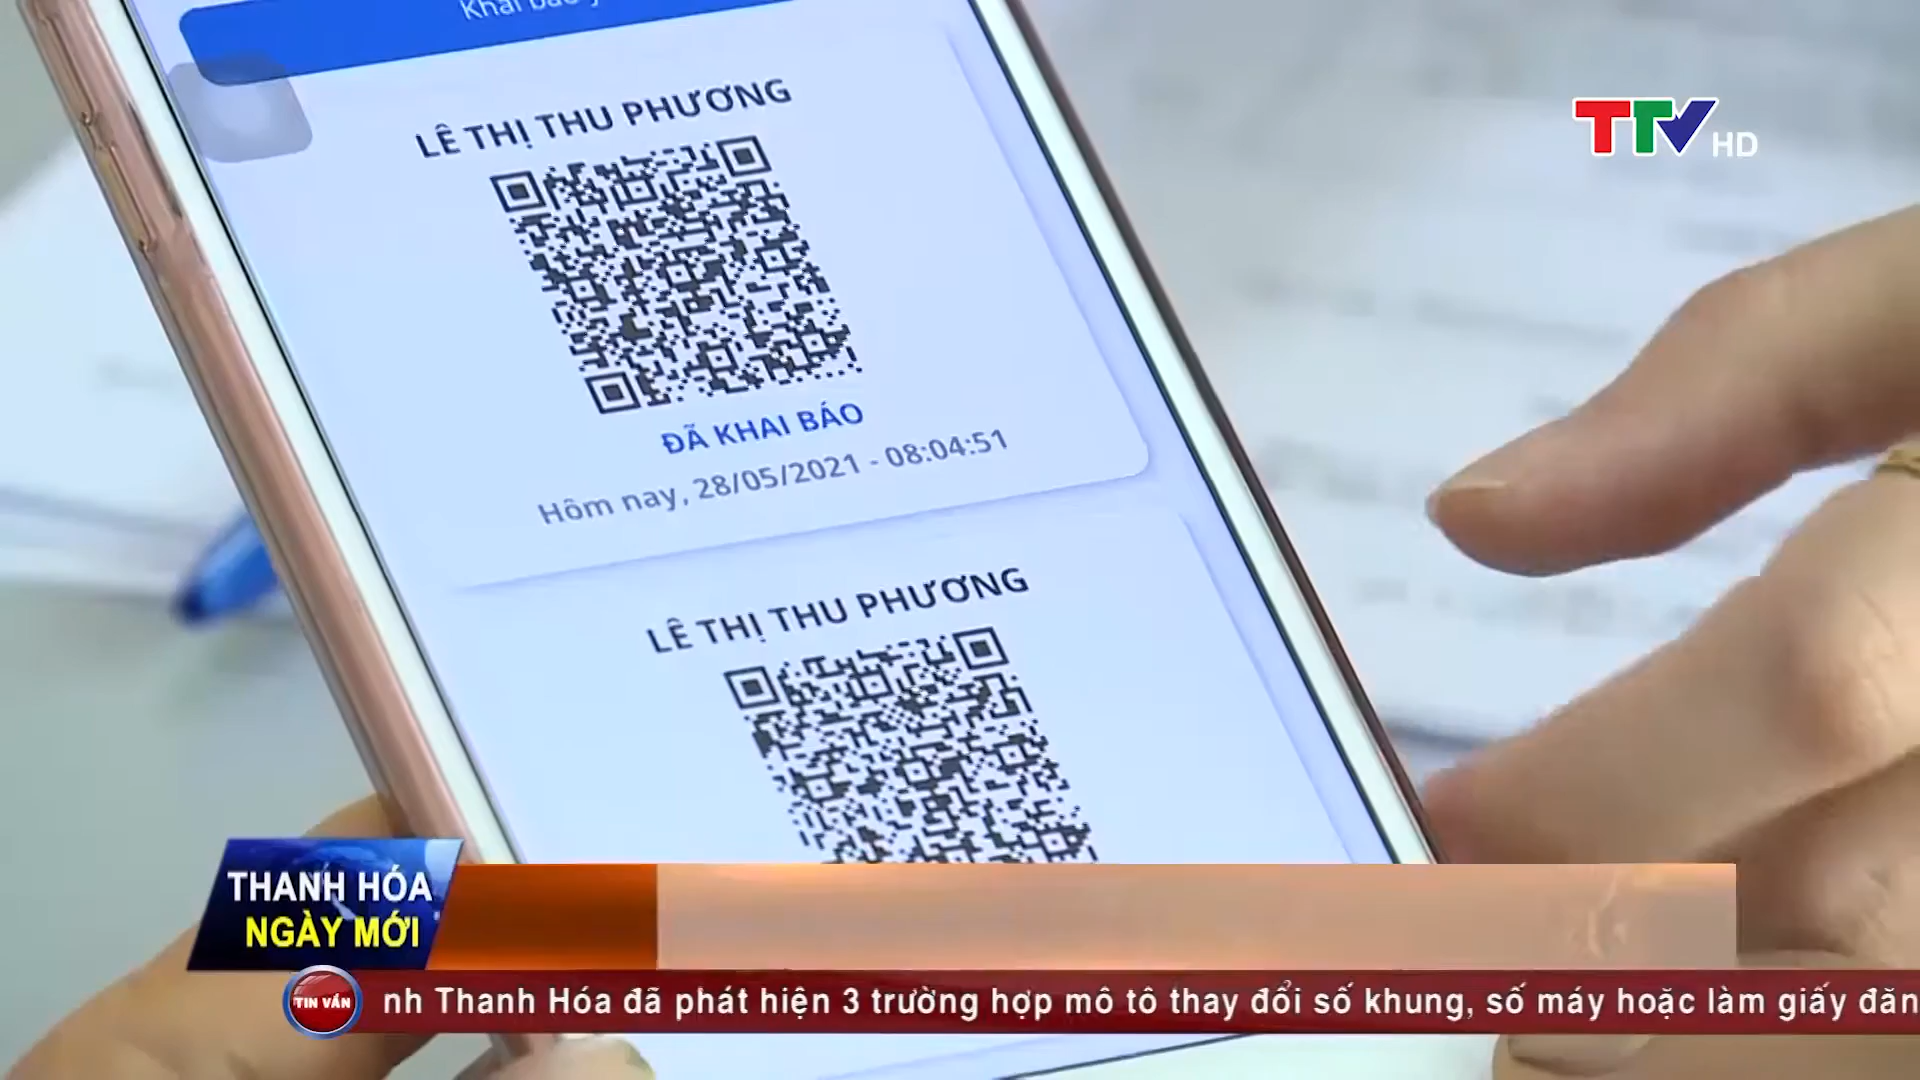 Khai báo y
LÊ THỊ THU PHƯƠNG
ĐÃ KHAI BÁO
Hôm nay, 28/05/2021 - 08:04:51
LÊ THỊ THU PHƯƠNG
TTV HD
THANH HÓA
NGÀY MỚI
TIN VẮN
nh Thanh Hóa đã phát hiện 3 trường hợp mô tô thay đổi số khung, số máy hoặc làm giấy đăn